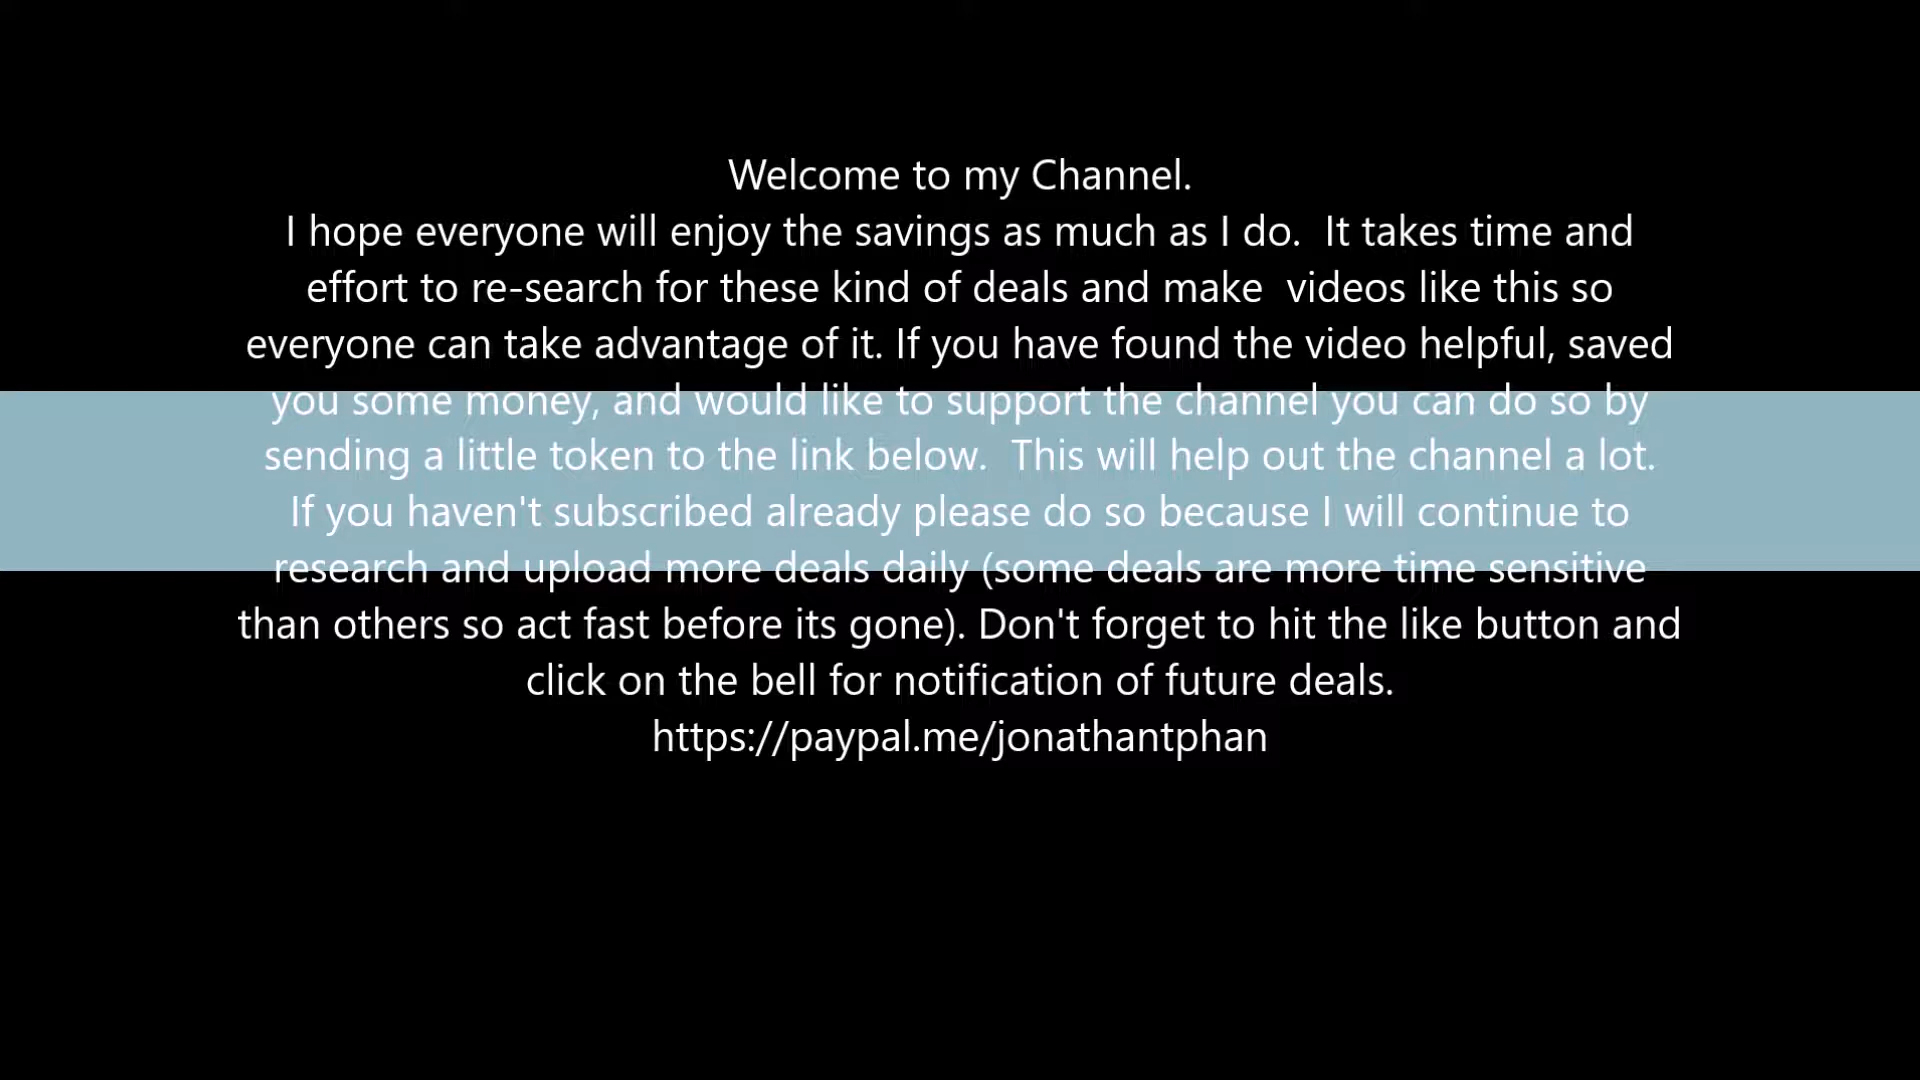 Welcome to my Channel.
I hope everyone will enjoy the savings as much as I do.  It takes time and
effort to re-search for these kind of deals and make  videos like this so
everyone can take advantage of it. If you have found the video helpful, saved
you some money, and would like to support the channel you can do so by
sending a little token to the link below.  This will help out the channel a lot.
If you haven't subscribed already please do so because I will continue to
research and upload more deals daily (some deals are more time sensitive
than others so act fast before its gone). Don't forget to hit the like button and
click on the bell for notification of future deals.
https://paypal.me/jonathantphan